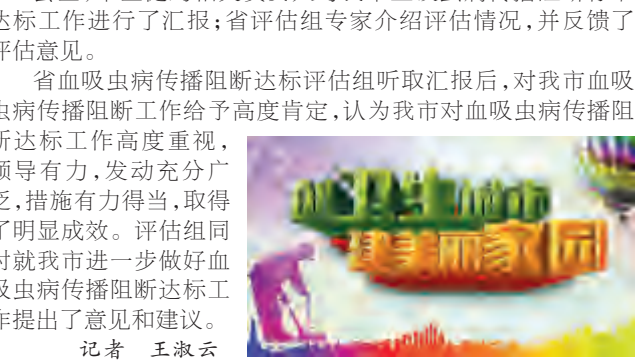 达标工作进行了汇报;省评估组专家介绍评估情况,并反馈了
评估意见。
省血吸虫病传播阻断达标评估组听取汇报后,对我市血吸
虫病传播阻断工作给予高度肯定,认为我市对血吸虫病传播阻
断达标工作高度重视,
领导有力,发动充分广
泛,措施有力得当,取得
了明显成效。评估组同
时就我市进一步做好血
吸虫病传播阻断达标工
作提出了意见和建议。
记者 王淑云
建美丽家园